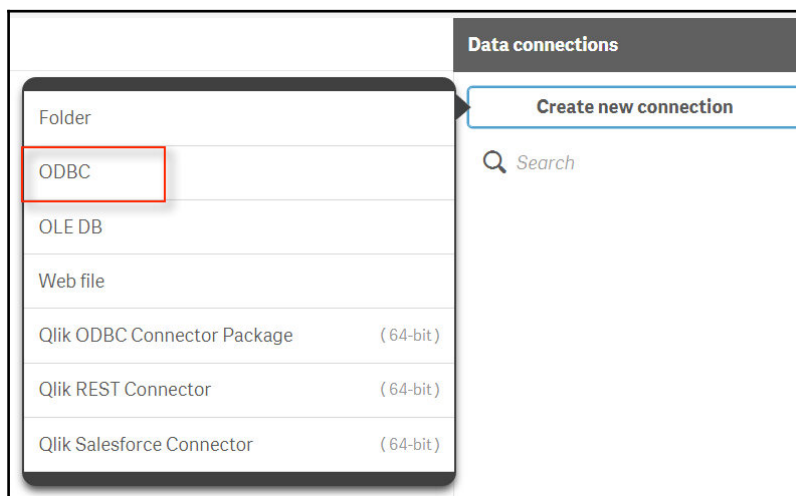 Data connections
Create new connection
Search
Folder
ODBC
OLE DB
Web file
Qlik ODBC Connector Package (64-bit)
Qlik REST Connector (64-bit)
Qlik Salesforce Connector (64-bit)